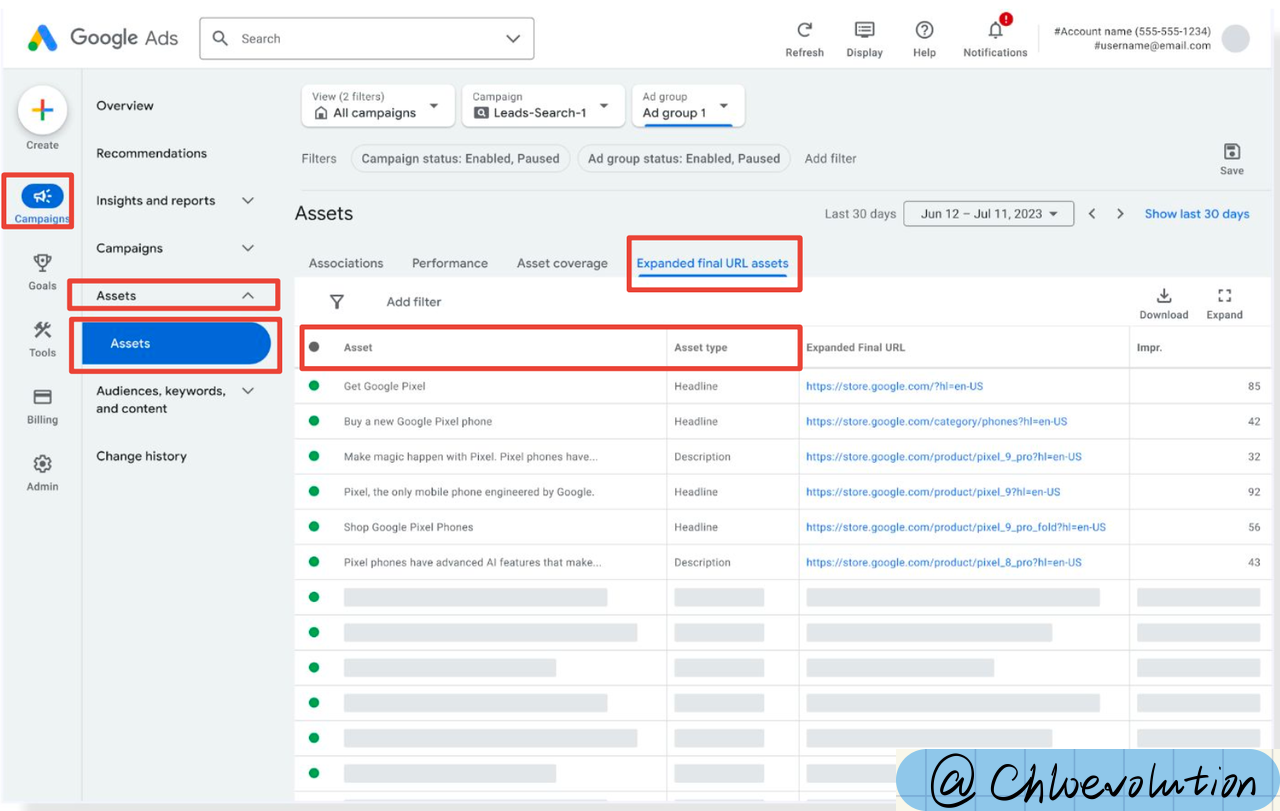 Google Ads
Search
Refresh
Display
Help
Notifications
#Account name (555-555-1234)
#username@email.com
Create
Campaigns
Goals
Tools
Billing
Admin
Overview
Recommendations
Insights and reports
Campaigns
Assets
Assets
Audiences, keywords,
and content
Change history
View (2 filters)
All campaigns
Campaign
Leads-Search-1
Ad group
Ad group 1
Filters
Campaign status: Enabled, Paused
Ad group status: Enabled, Paused
Add filter
Save
Assets
Last 30 days
Jun 12 – Jul 11, 2023
Show last 30 days
Associations
Performance
Asset coverage
Expanded final URL assets
Add filter
Download
Expand
Asset Asset type Expanded Final URL Impr.
Get Google Pixel Headline https://store.google.com/?hl=en-US 85
Buy a new Google Pixel phone Headline https://store.google.com/category/phones?hl=en-US 42
Make magic happen with Pixel. Pixel phones have... Description https://store.google.com/product/pixel_9_pro?hl=en-US 32
Pixel, the only mobile phone engineered by Google. Headline https://store.google.com/product/pixel_9?hl=en-US 92
Shop Google Pixel Phones Headline https://store.google.com/product/pixel_9_pro_fold?hl=en-US 56
Pixel phones have advanced AI features that make... Description https://store.google.com/product/pixel_8_pro?hl=en-US 43
@ Chloevolution